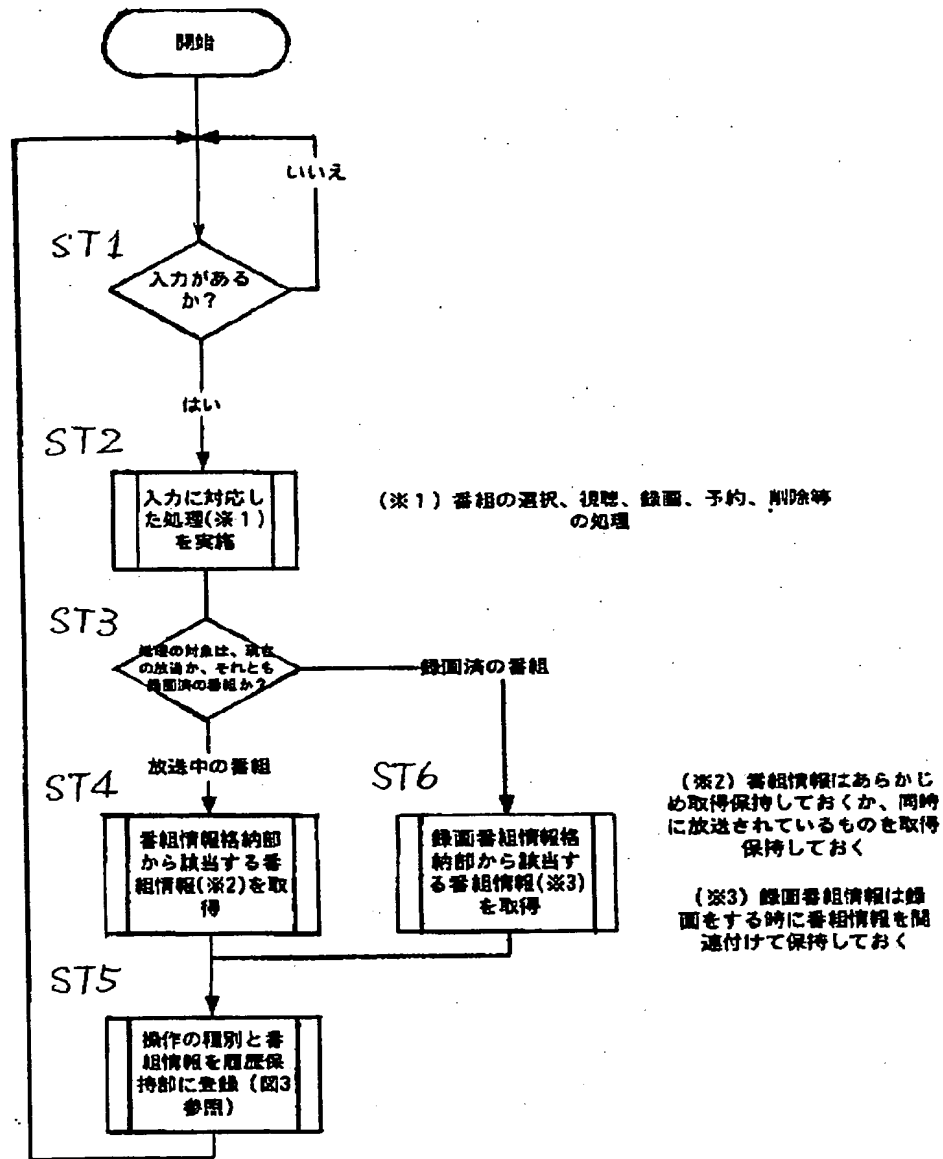 開始
いいえ
ST1
入力がある
か？
はい
ST2
入力に対応し
た処理(※１)
を実施
(※１) 番組の選択、視聴、録画、予約、削除等
の処理
ST3
処理の対象は、現在
の放送か、それとも
録画済の番組か？
録画済の番組
放送中の番組
ST4
番組情報格納部
から該当する番
組情報(※2)を取
得
ST6
録画番組情報格
納部から該当す
る番組情報(※3)
を取得
(※2) 番組情報はあらかじ
め取得保持しておくか、同時
に放送されているものを取得
保持しておく
(※3) 録画番組情報は録
画をする時に番組情報を関
連付けて保持しておく
ST5
操作の種別と番
組情報を履歴保
持部に登録 (図3
参照)